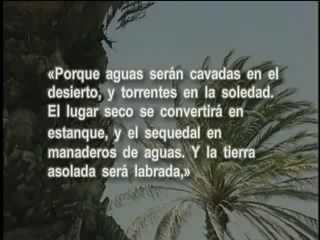 «Porque aguas serán cavadas en el
desierto, y torrentes en la soledad.
El lugar seco se convertirá en
estanque, y el sequedal en
manaderos de aguas. Y la tierra
asolada será labrada,»